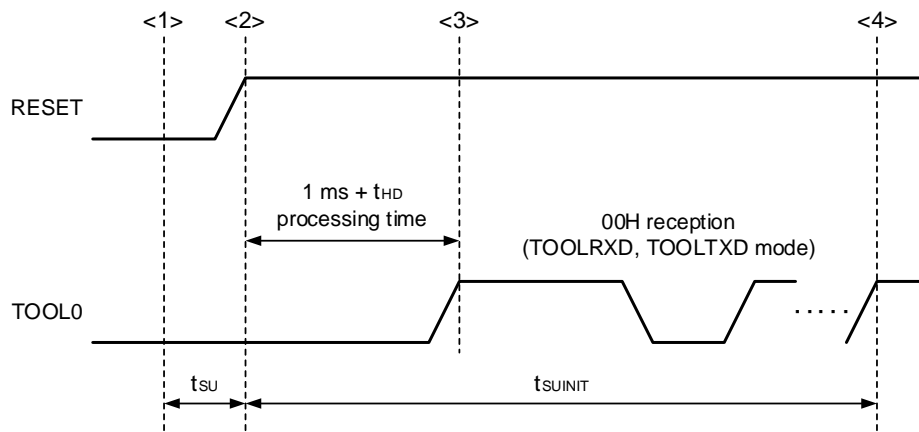 <1> <2> <3> <4>
RESET
1 ms + tHD
processing time
00H reception
(TOOLRXD, TOOLTXD mode)
TOOL0
.....
tSU tSUINIT